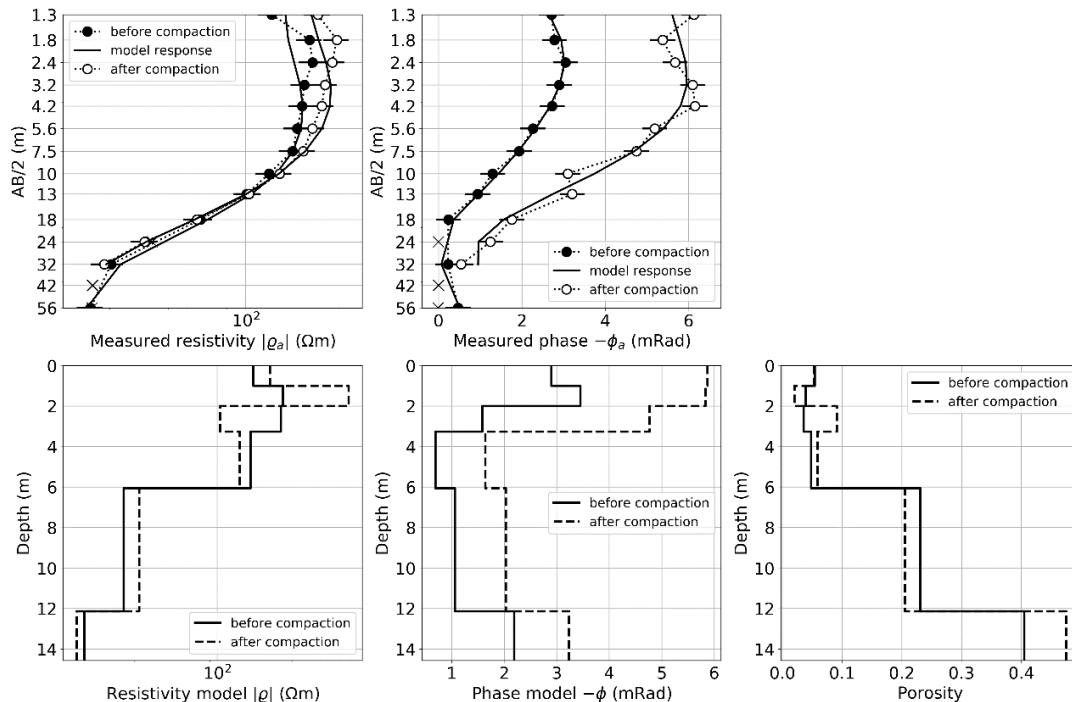 1.3
1.8
2.4
3.2
4.2
5.6
7.5
10
13
18
24
32
42
56
AB/2 (m)
before compaction
model response
after compaction
10²
Measured resistivity |ϱₐ| (Ωm)
1.3
1.8
2.4
3.2
4.2
5.6
7.5
10
13
18
24
32
42
56
AB/2 (m)
before compaction
model response
after compaction
0 2 4 6
Measured phase −ϕₐ (mRad)
0
2
4
6
8
10
12
14
Depth (m)
before compaction
after compaction
10²
Resistivity model |ϱ| (Ωm)
0
2
4
6
8
10
12
14
Depth (m)
before compaction
after compaction
1 2 3 4 5 6
Phase model −ϕ (mRad)
0
2
4
6
8
10
12
14
Depth (m)
before compaction
after compaction
0.0 0.1 0.2 0.3 0.4
Porosity